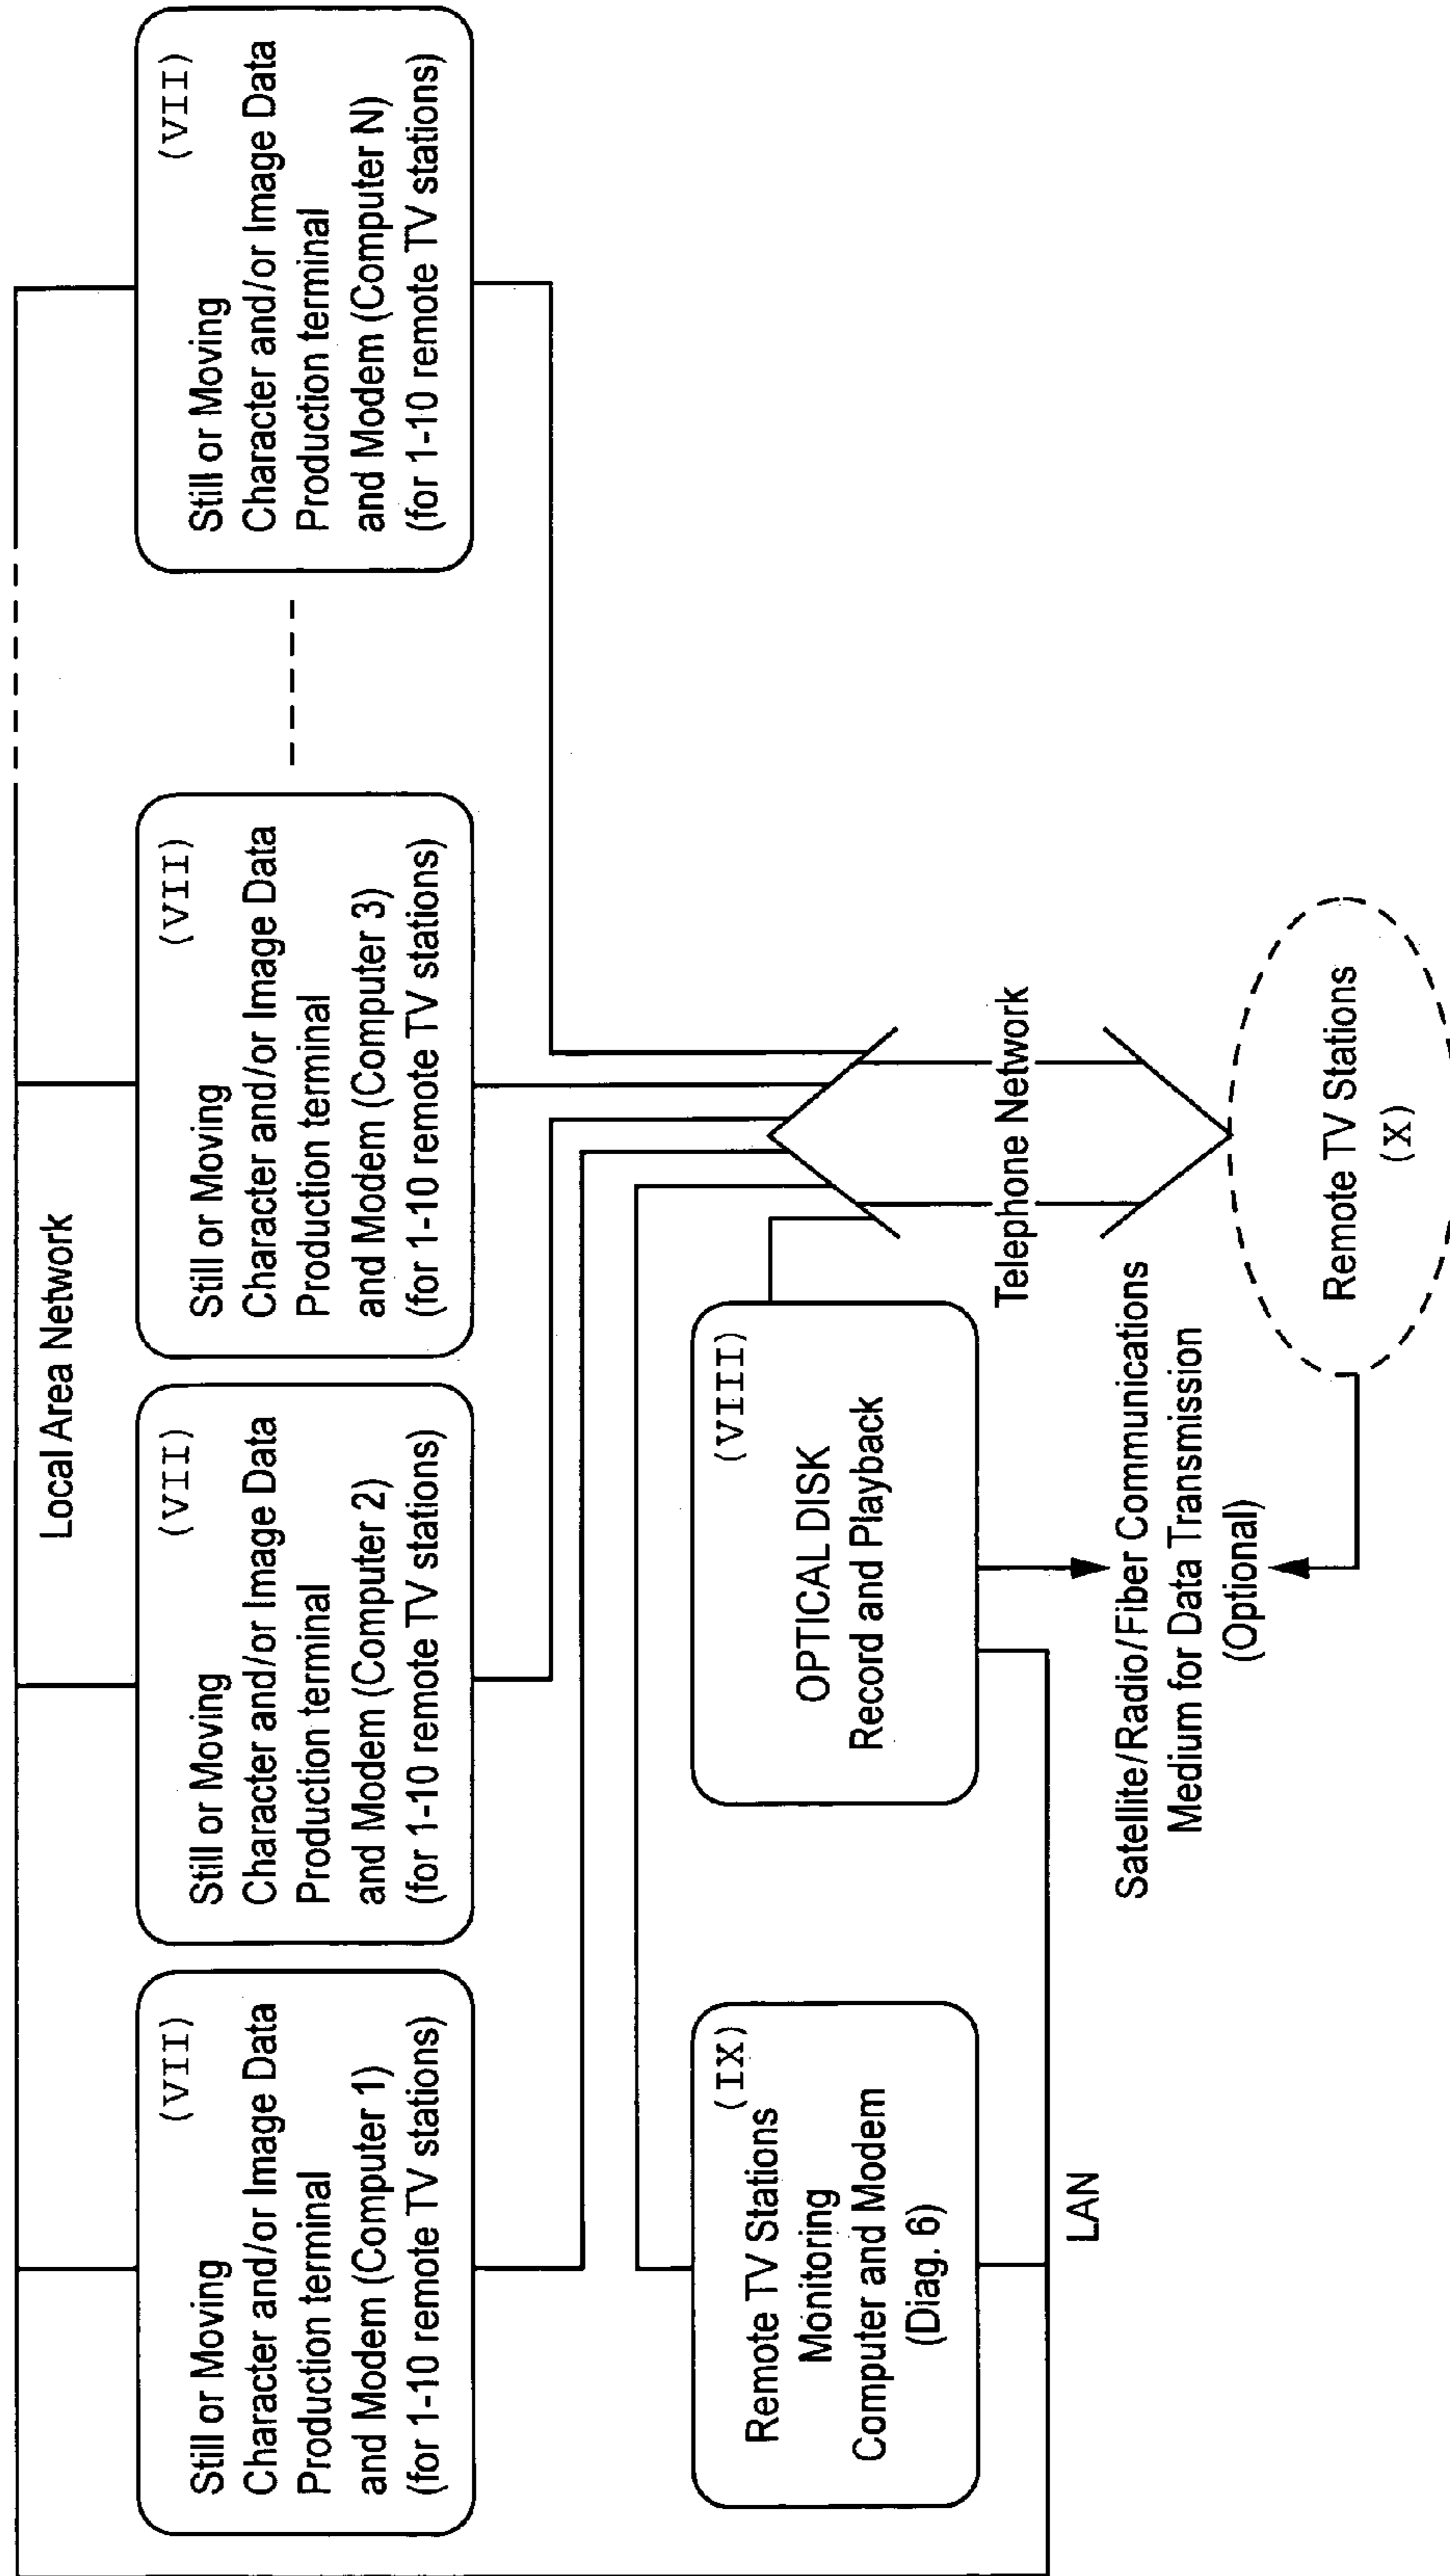 Local Area Network
(VII)
Still or Moving
Character and/or Image Data
Production terminal
and Modem (Computer 1)
(for 1-10 remote TV stations)
(VII)
Still or Moving
Character and/or Image Data
Production terminal
and Modem (Computer 2)
(for 1-10 remote TV stations)
(VII)
Still or Moving
Character and/or Image Data
Production terminal
and Modem (Computer 3)
(for 1-10 remote TV stations)
(VII)
Still or Moving
Character and/or Image Data
Production terminal
and Modem (Computer N)
(for 1-10 remote TV stations)
(IX)
Remote TV Stations
Monitoring
Computer and Modem
(Diag. 6)
(VIII)
OPTICAL DISK
Record and Playback
LAN
Telephone Network
Satellite/Radio/Fiber Communications
Medium for Data Transmission
(Optional)
Remote TV Stations
(X)